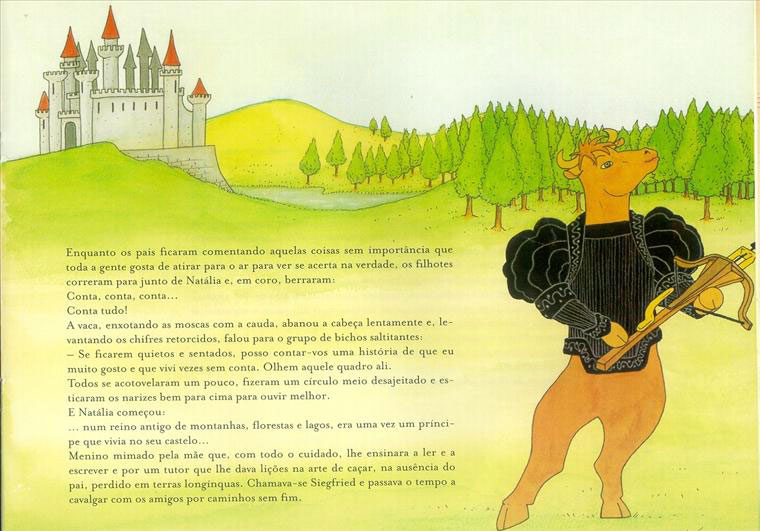 Enquanto os pais ficaram comentando aquelas coisas sem importância que
toda a gente gosta de atirar para o ar para ver se acerta na verdade, os filhotes
correram para junto de Natália e, em coro, berraram:
Conta, conta, conta...
Conta tudo!
A vaca, enxotando as moscas com a cauda, abanou a cabeça lentamente e, le-
vantando os chifres retorcidos, falou para o grupo de bichos saltitantes:
– Se ficarem quietos e sentados, posso contar-vos uma história de que eu
muito gosto e que vivi vezes sem conta. Olhem aquele quadro ali.
Todos se acotovelaram um pouco, fizeram um círculo meio desajeitado e es-
ticaram os narizes bem para cima para ouvir melhor.
E Natália começou:
... num reino antigo de montanhas, florestas e lagos, era uma vez um prínci-
pe que vivia no seu castelo...
Menino mimado pela mãe que, com todo o cuidado, lhe ensinara a ler e a
escrever e por um tutor que lhe dava lições na arte de caçar, na ausência do
pai, perdido em terras longínquas. Chamava-se Siegfried e passava o tempo a
cavalgar com os amigos por caminhos sem fim.